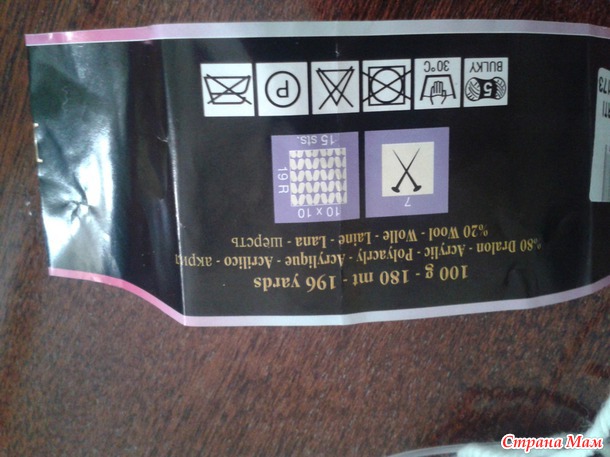 100 g - 180 mt - 196 yards
%80 Dralon - Acrylic - Polyacrly - Acrylique - Acrilico - акрил
%20 Wool - Wolle - Laine - Lana - шерсть
7
10 x 10
19 R
15 sts.
5
BULKY
30°C
P
Страна Мам